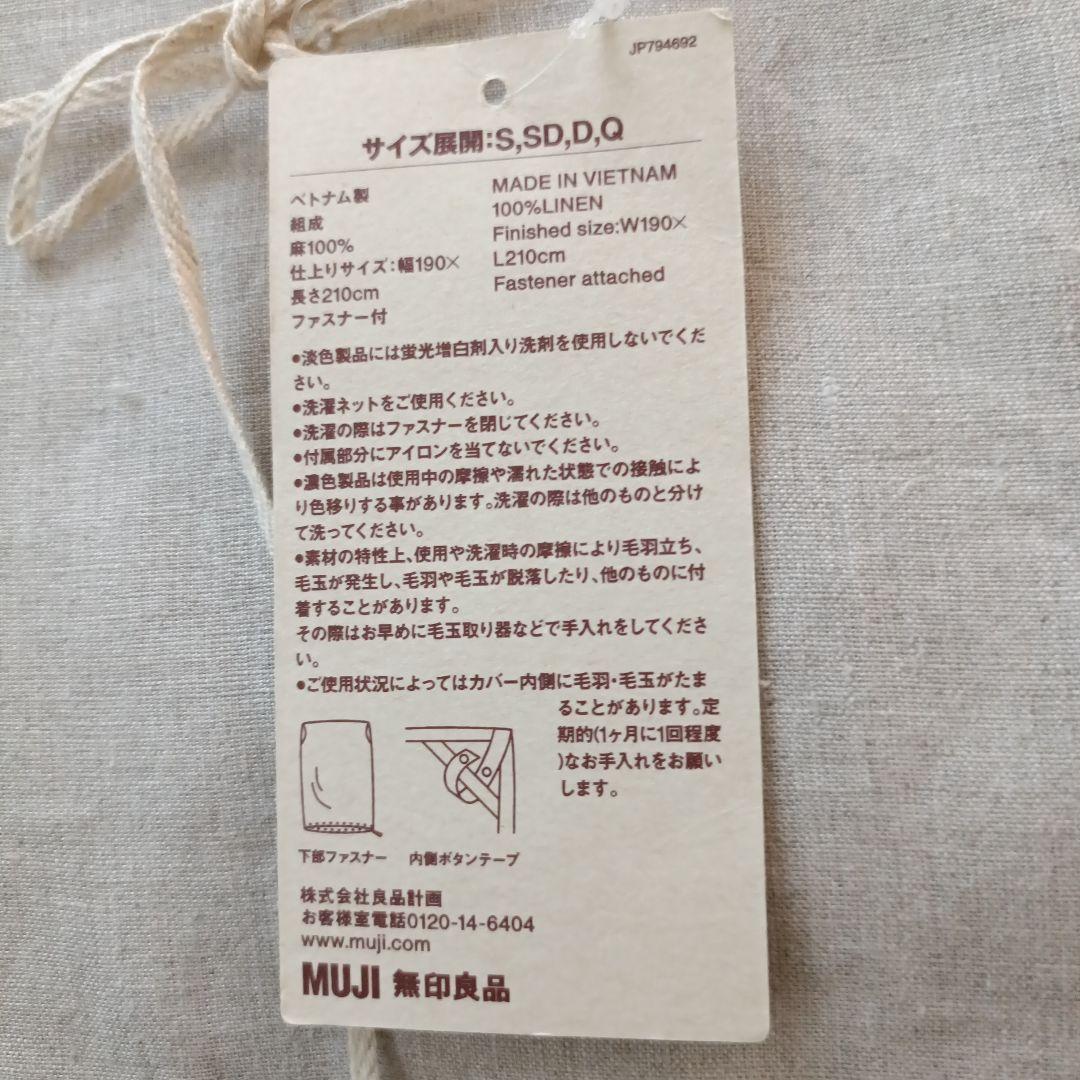 JP794692
サイズ展開:S,SD,D,Q
ベトナム製
組成
麻100%
仕上りサイズ:幅190×
長さ210cm
ファスナー付
MADE IN VIETNAM
100%LINEN
Finished size:W190×
L210cm
Fastener attached
●淡色製品には蛍光増白剤入り洗剤を使用しないでくだ
さい。
●洗濯ネットをご使用ください。
●洗濯の際はファスナーを閉じてください。
●付属部分にアイロンを当てないでください。
●濃色製品は使用中の摩擦や濡れた状態での接触によ
り色移りする事があります。洗濯の際は他のものと分け
て洗ってください。
●素材の特性上、使用や洗濯時の摩擦により毛羽立ち、
毛玉が発生し、毛羽や毛玉が脱落したり、他のものに付
着することがあります。
その際はお早めに毛玉取り器などで手入れをしてくださ
い。
●ご使用状況によってはカバー内側に毛羽・毛玉がたま
ることがあります。定
期的(1ヶ月に1回程度
)なお手入れをお願い
します。
下部ファスナー
内側ボタンテープ
株式会社良品計画
お客様室電話0120-14-6404
www.muji.com
MUJI 無印良品